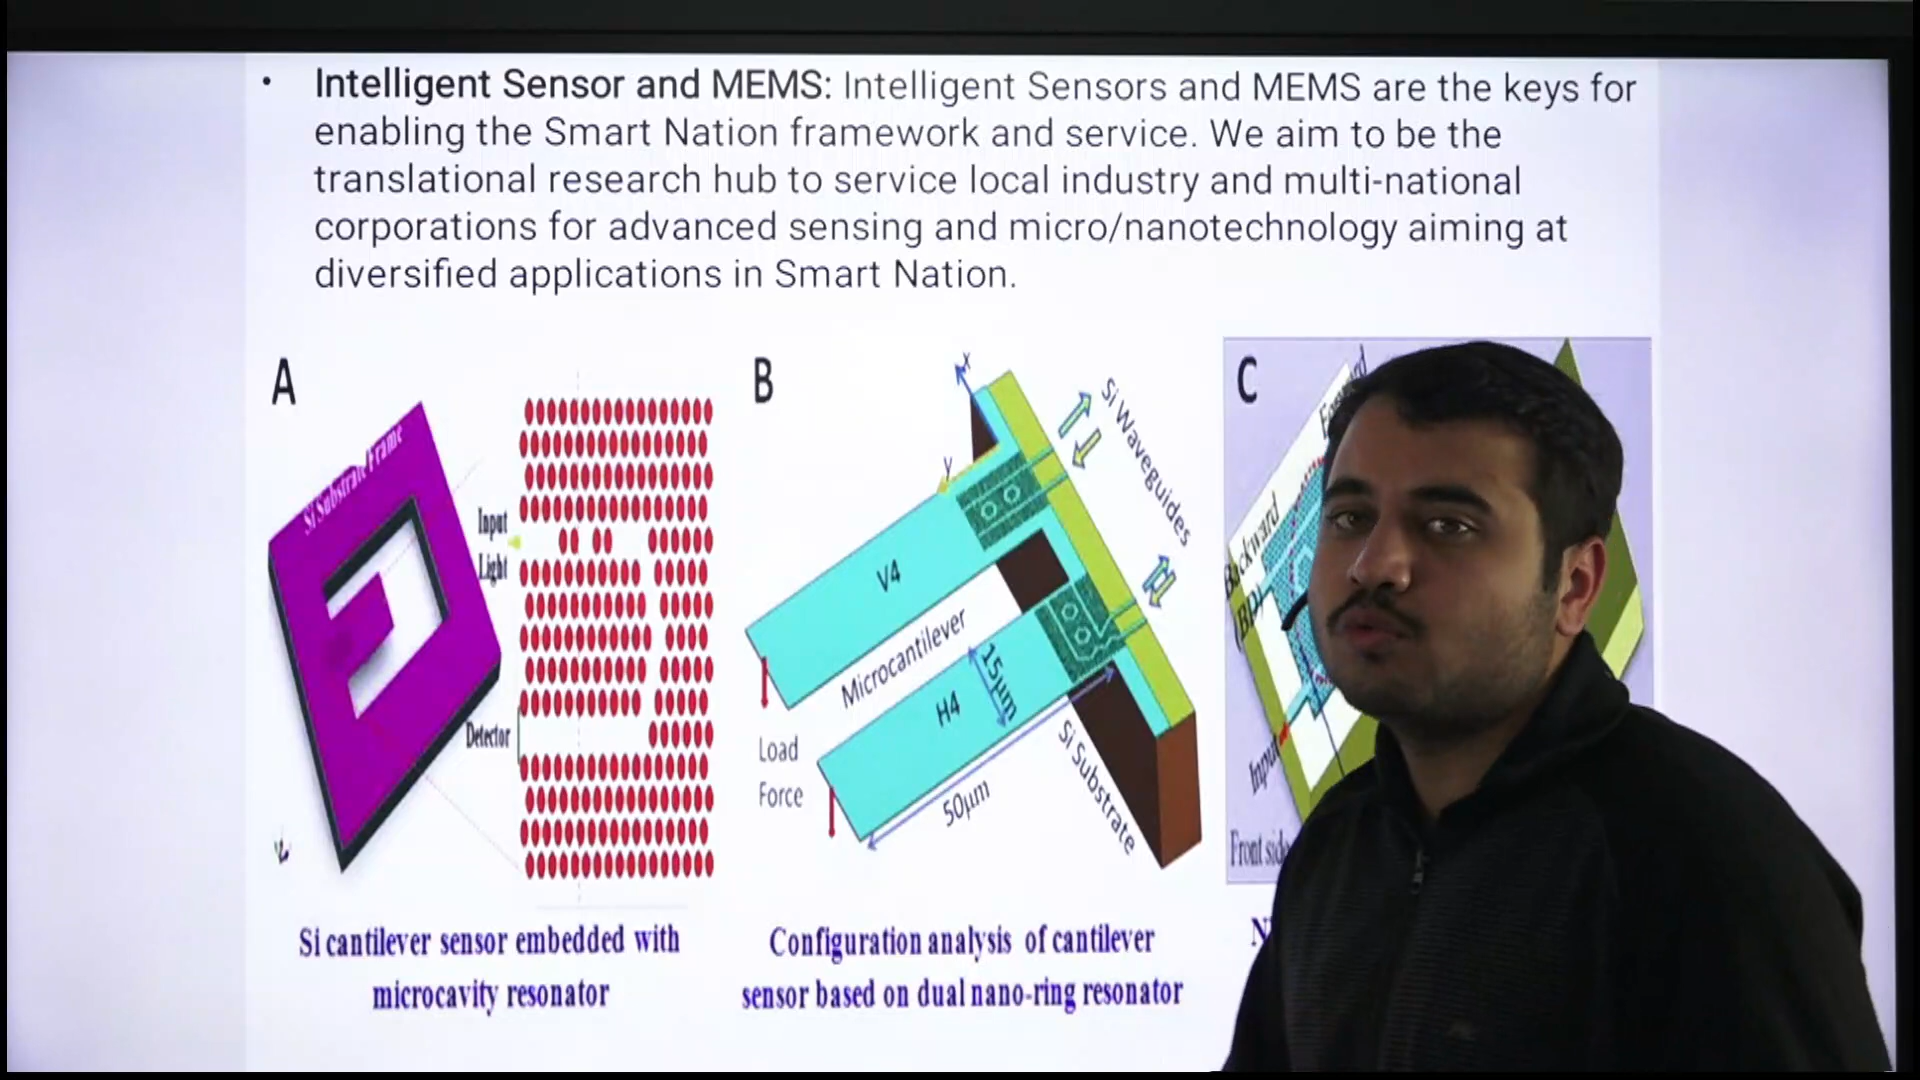 • Intelligent Sensor and MEMS: Intelligent Sensors and MEMS are the keys for
enabling the Smart Nation framework and service. We aim to be the
translational research hub to service local industry and multi-national
corporations for advanced sensing and micro/nanotechnology aiming at
diversified applications in Smart Nation.
A
Si Substrate Frame
Input
Light
Detector
Si cantilever sensor embedded with
microcavity resonator
B
x
y
Si Waveguides
V4
Microcantilever
H4
15μm
50μm
Load
Force
Si Substrate
Configuration analysis of cantilever
sensor based on dual nano-ring resonator
C
Backward
Input
Front side